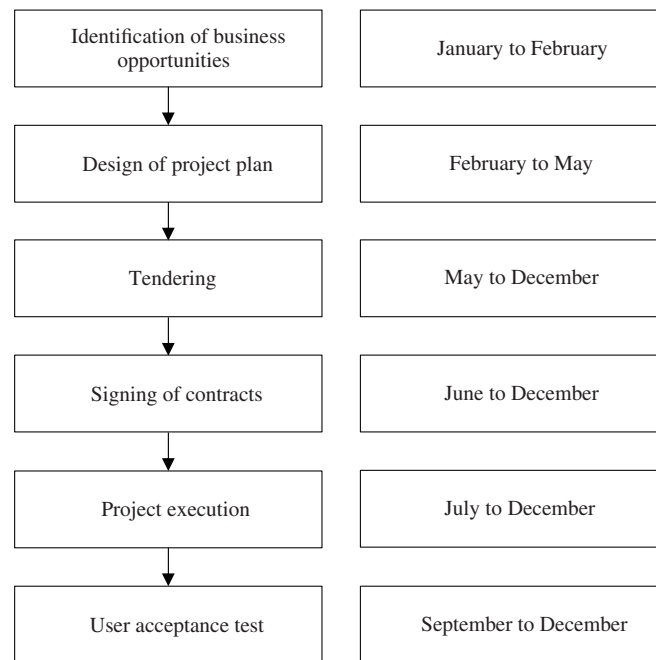 Identification of business
opportunities
January to February
Design of project plan
February to May
Tendering
May to December
Signing of contracts
June to December
Project execution
July to December
User acceptance test
September to December